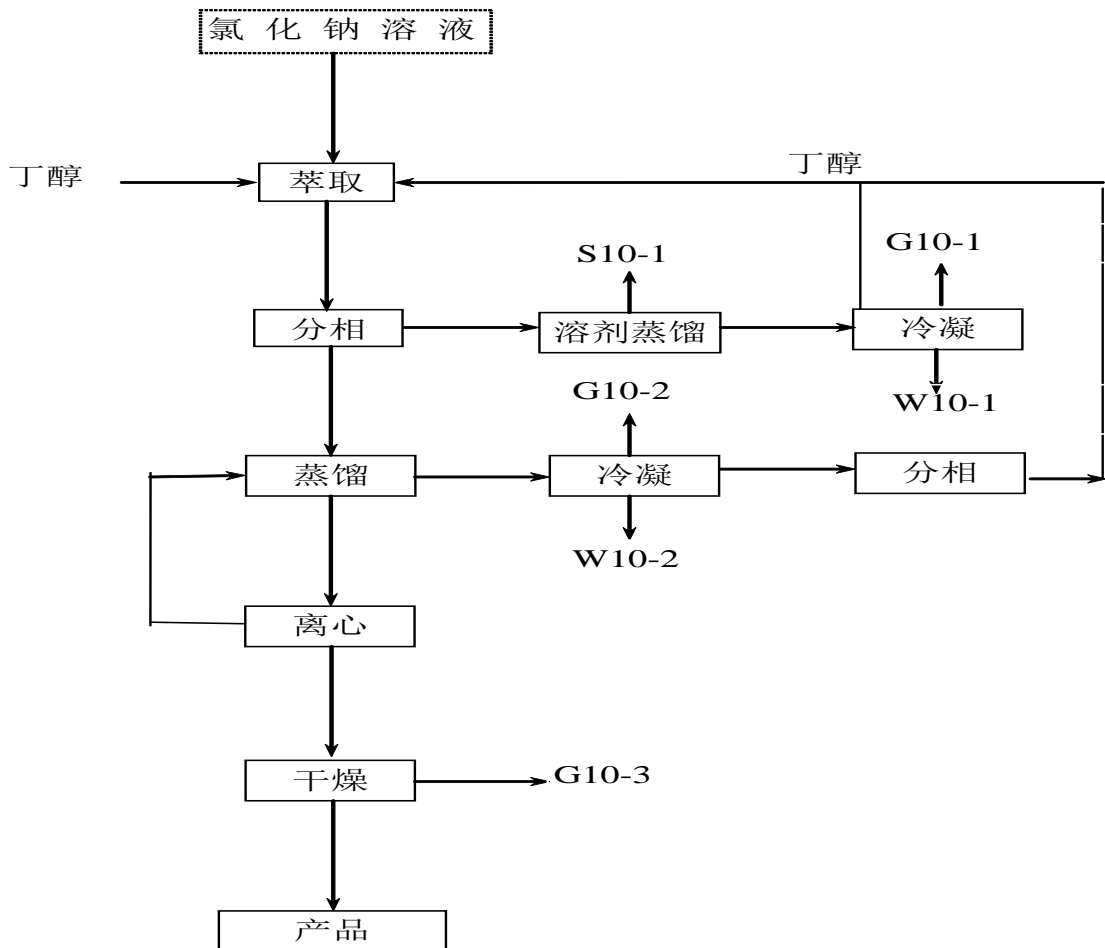 氯化钠溶液
丁醇
丁醇
萃取
G10-1
S10-1
分相
溶剂蒸馏
冷凝
G10-2
W10-1
蒸馏
冷凝
分相
W10-2
离心
干燥
G10-3
产品